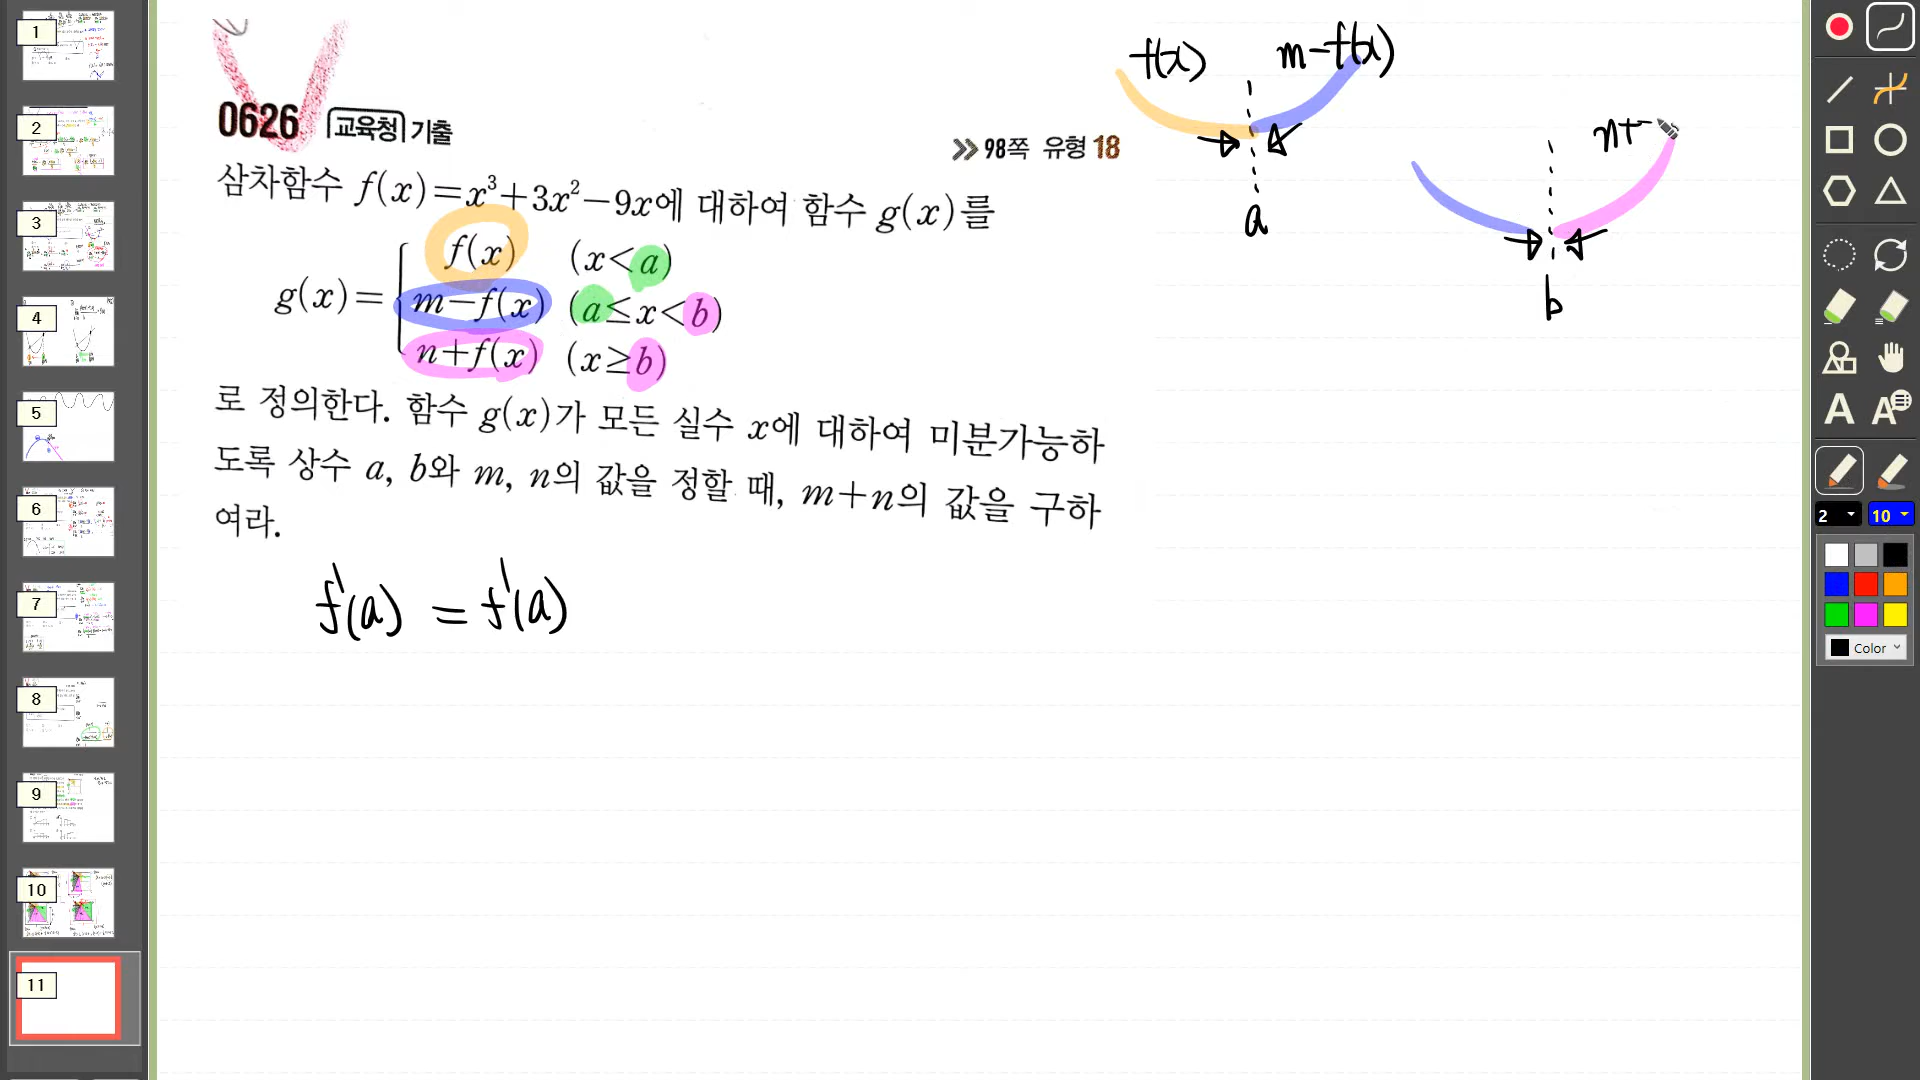 1
2
3
4
5
6
7
8
9
10
11
0626 교육청 기출
≫ 98쪽 유형 18
삼차함수 f(x)=x³+3x²-9x에 대하여 함수 g(x)를
g(x)= { f(x) (x<a)
m-f(x) (a≤x<b)
n+f(x) (x≥b)
로 정의한다. 함수 g(x)가 모든 실수 x에 대하여 미분가능하
도록 상수 a, b와 m, n의 값을 정할 때, m+n의 값을 구하
여라.
f'(a) = f'(a)
f(x) m-f(x)
a
n+
b
A A
2 10
Color